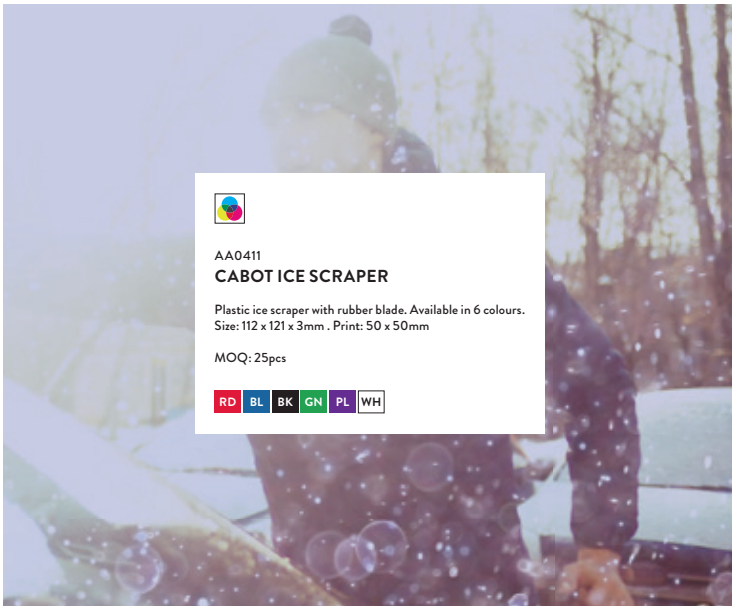 AA0411
CABOT ICE SCRAPER
Plastic ice scraper with rubber blade. Available in 6 colours.
Size: 112 x 121 x 3mm . Print: 50 x 50mm
MOQ: 25pcs
RD BL BK GN PL WH